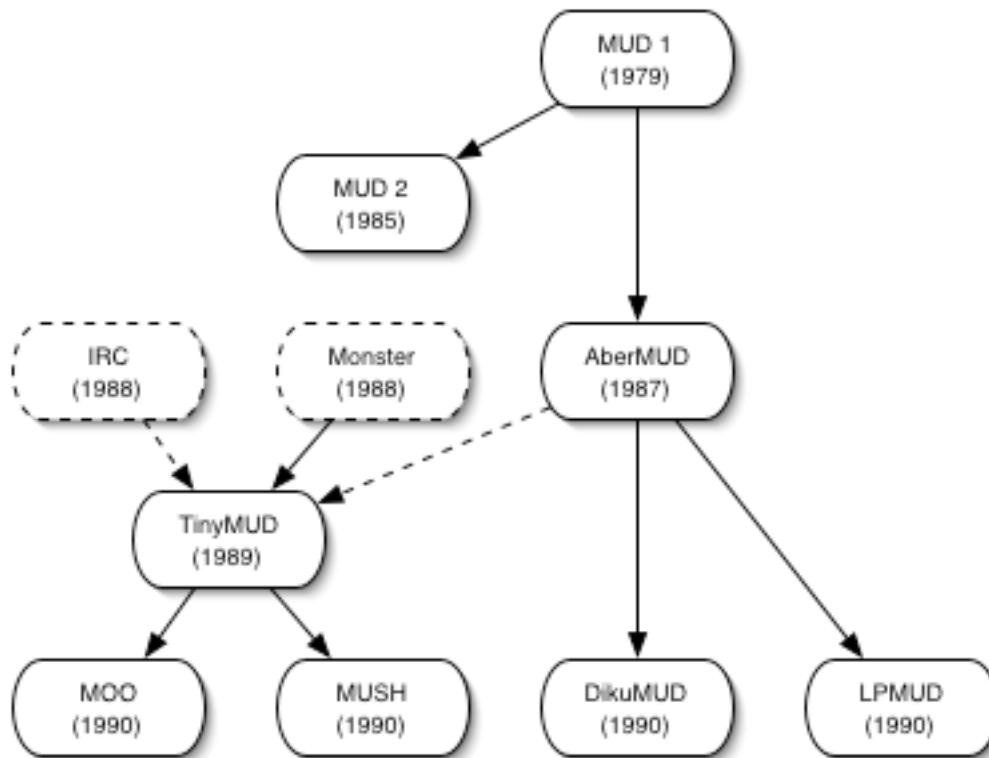 MUD 1
(1979)
MUD 2
(1985)
IRC
(1988)
Monster
(1988)
AberMUD
(1987)
TinyMUD
(1989)
MOO
(1990)
MUSH
(1990)
DikuMUD
(1990)
LPMUD
(1990)